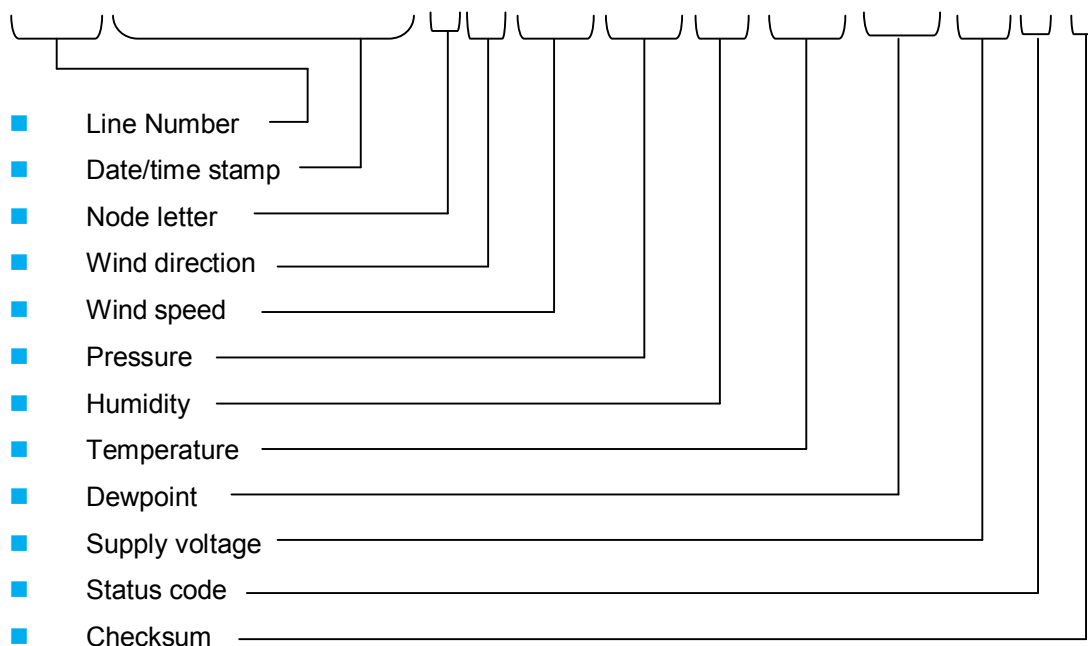 Line Number
Date/time stamp
Node letter
Wind direction
Wind speed
Pressure
Humidity
Temperature
Dewpoint
Supply voltage
Status code
Checksum